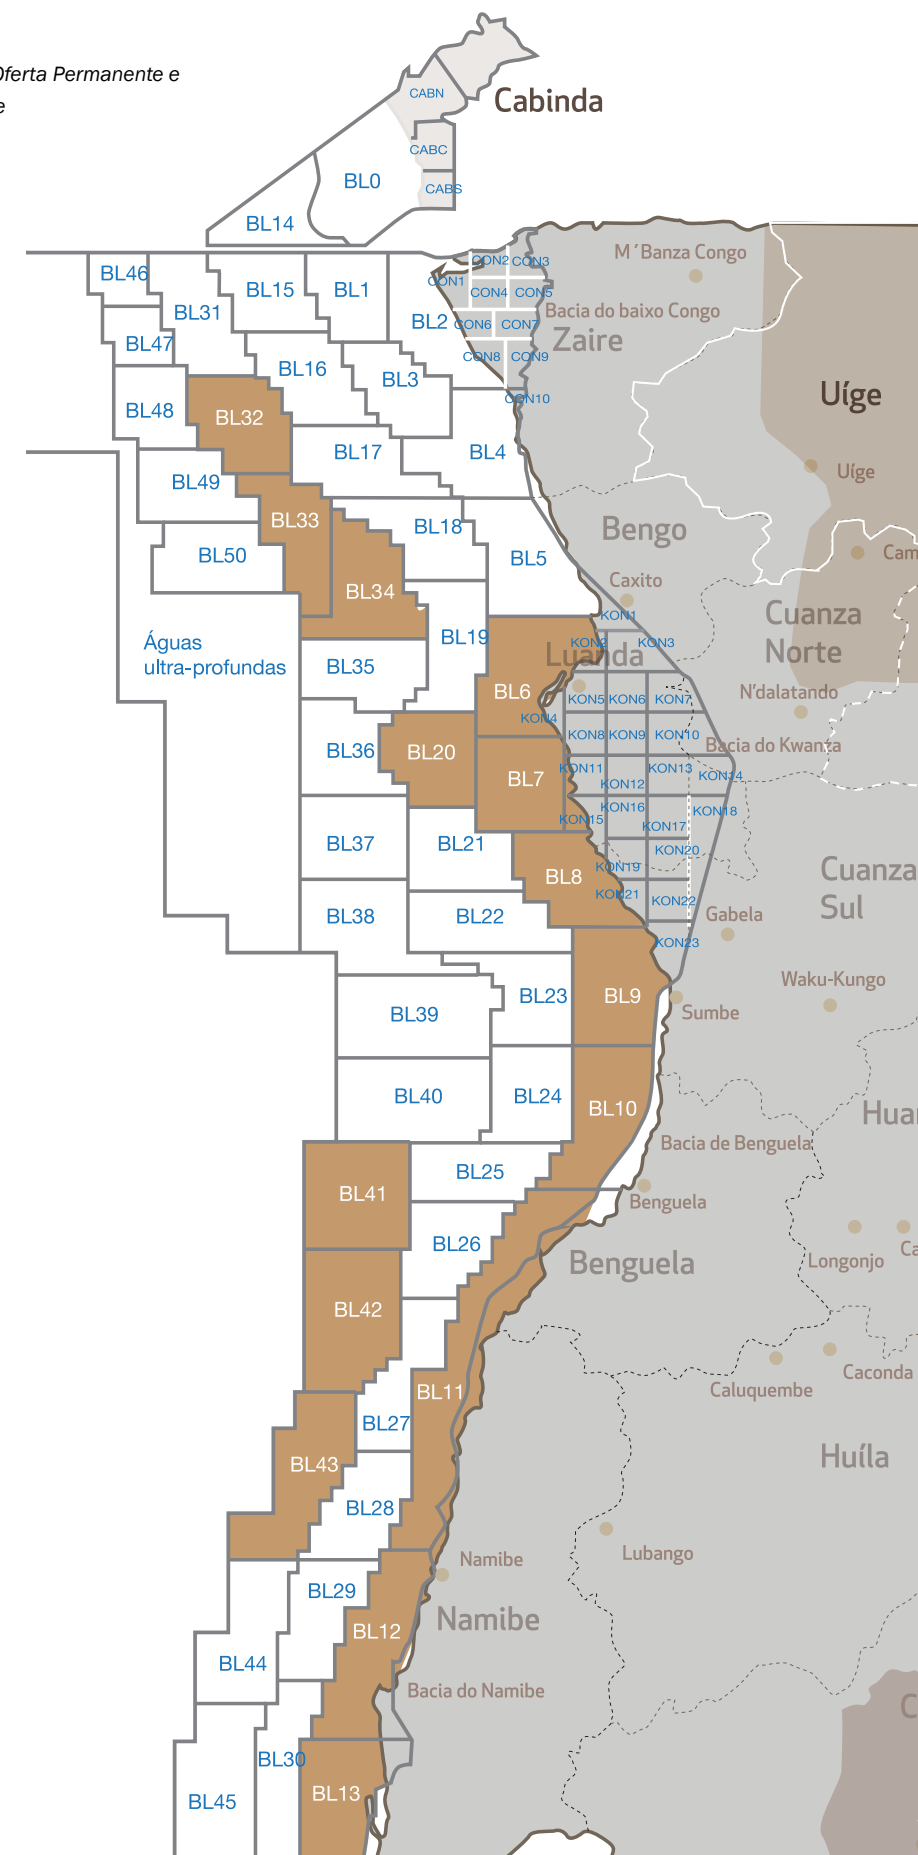 Oferta Permanente e
e
CABN
Cabinda
CABC
BL0
CABS
BL14
M´Banza Congo
CON2
CON3
BL46
CON1
BL15
BL1
CON4
CON5
BL31
Bacia do baixo Congo
BL2
CON6
CON7
BL47
Zaire
CON8
CON9
BL16
BL3
Uíge
CON10
BL48
BL32
BL17
BL4
Uíge
BL49
BL33
BL18
Bengo
BL50
BL5
Cam
Caxito
BL34
KON1
Cuanza
Norte
Águas
ultra-profundas
BL19
KON2
KON3
Luanda
BL35
BL6
N'dalatando
KON5
KON6
KON7
KON4
KON8
KON9
KON10
Bacia do Kwanza
BL36
BL20
BL7
KON11
KON13
KON14
KON12
KON16
KON18
KON15
KON17
BL37
BL21
KON20
Cuanza
Sul
BL8
KON19
KON21
KON22
BL38
BL22
Gabela
KON23
Waku-Kungo
BL23
BL9
BL39
Sumbe
BL40
BL24
BL10
Huam
Bacia de Benguela
BL25
BL41
Benguela
BL26
Benguela
Longonjo
Ca
BL42
Caconda
BL11
Caluquembe
BL27
Huíla
BL43
BL28
Namibe
Lubango
BL29
BL12
Namibe
BL44
Bacia do Namibe
C
BL30
BL13
BL45